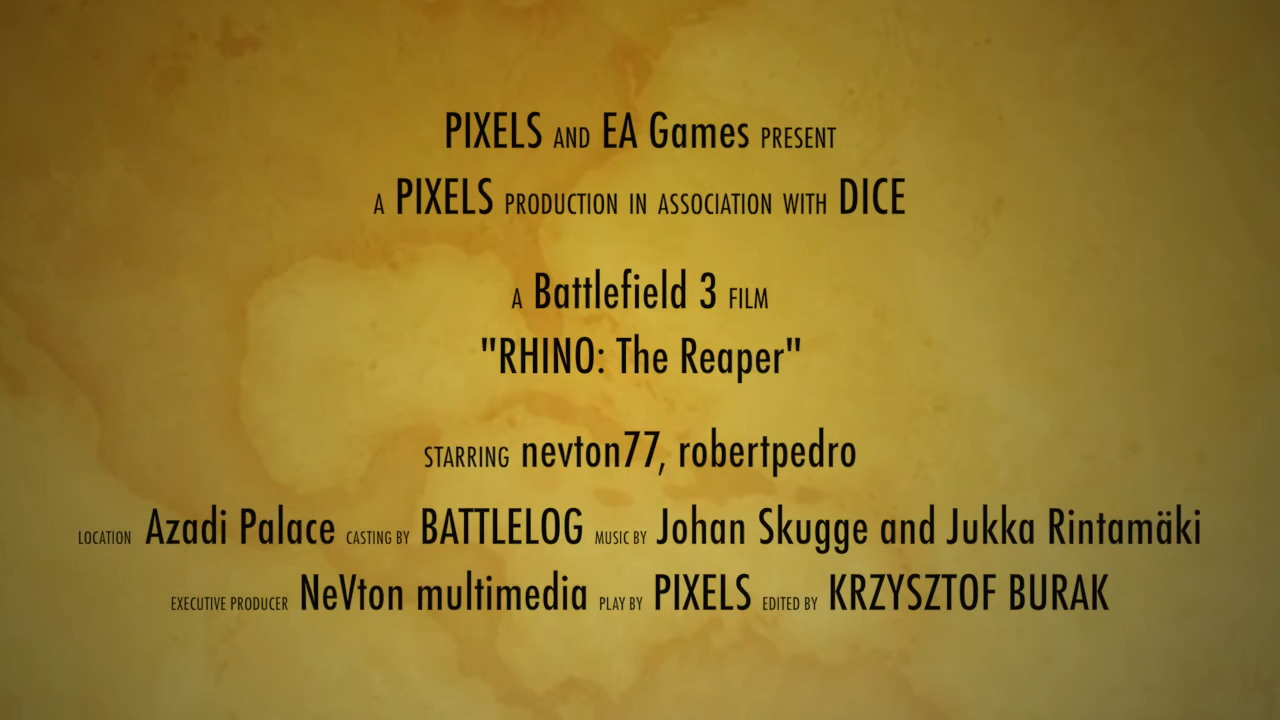 PIXELS AND EA Games PRESENT
A PIXELS PRODUCTION IN ASSOCIATION WITH DICE
A Battlefield 3 FILM
"RHINO: The Reaper"
STARRING nevton77, robertpedro
LOCATION Azadi Palace CASTING BY BATTLELOG MUSIC BY Johan Skugge and Jukka Rintamäki
EXECUTIVE PRODUCER NeVton multimedia PLAY BY PIXELS EDITED BY KRZYSZTOF BURAK